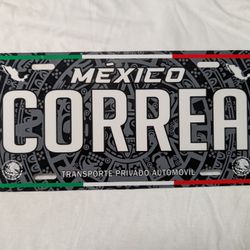 MÉXICO
CORREA
TRANSPORTE PRIVADO AUTOMOVIL